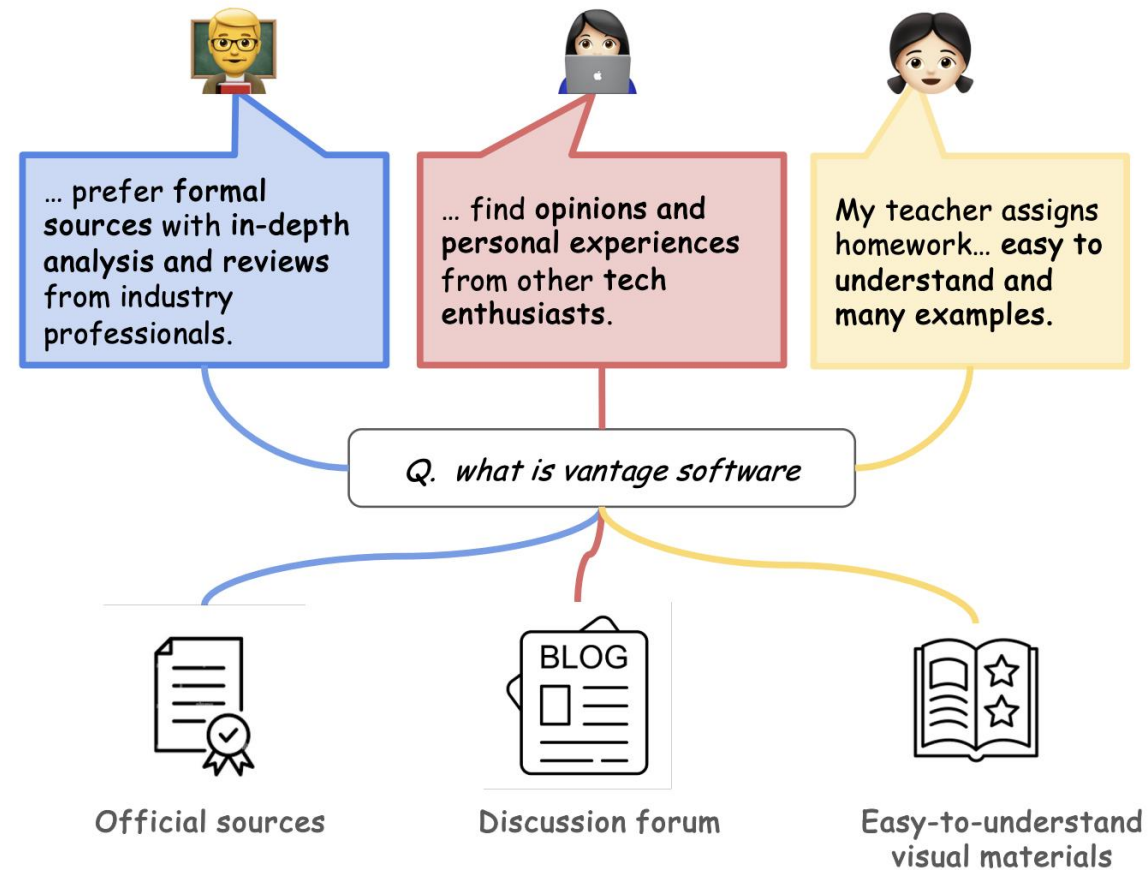 ... prefer formal
sources with in-depth
analysis and reviews
from industry
professionals.
... find opinions and
personal experiences
from other tech
enthusiasts.
My teacher assigns
homework... easy to
understand and
many examples.
Q. what is vantage software
BLOG
Official sources
Discussion forum
Easy-to-understand
visual materials